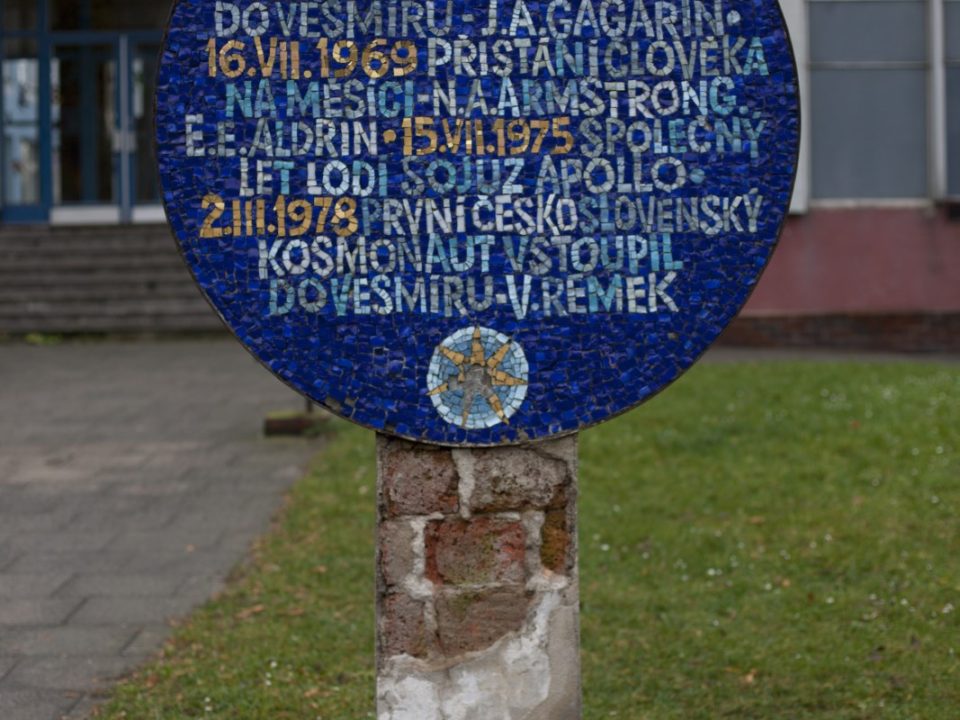 DO VESMÍRU - J.A.GAGARIN•
16.VII.1969 PŘISTÁNÍ ČLOVĚKA
NA MĚSÍCI-N.A.ARMSTRONG.
E.E.ALDRIN•15.VII.1975 SPOLEČNÝ
LET LODÍ SOJUZ APOLLO•
2.III.1978 PRVNÍ ČESKOSLOVENSKÝ
KOSMONAUT VSTOUPIL
DO VESMÍRU-V.REMEK